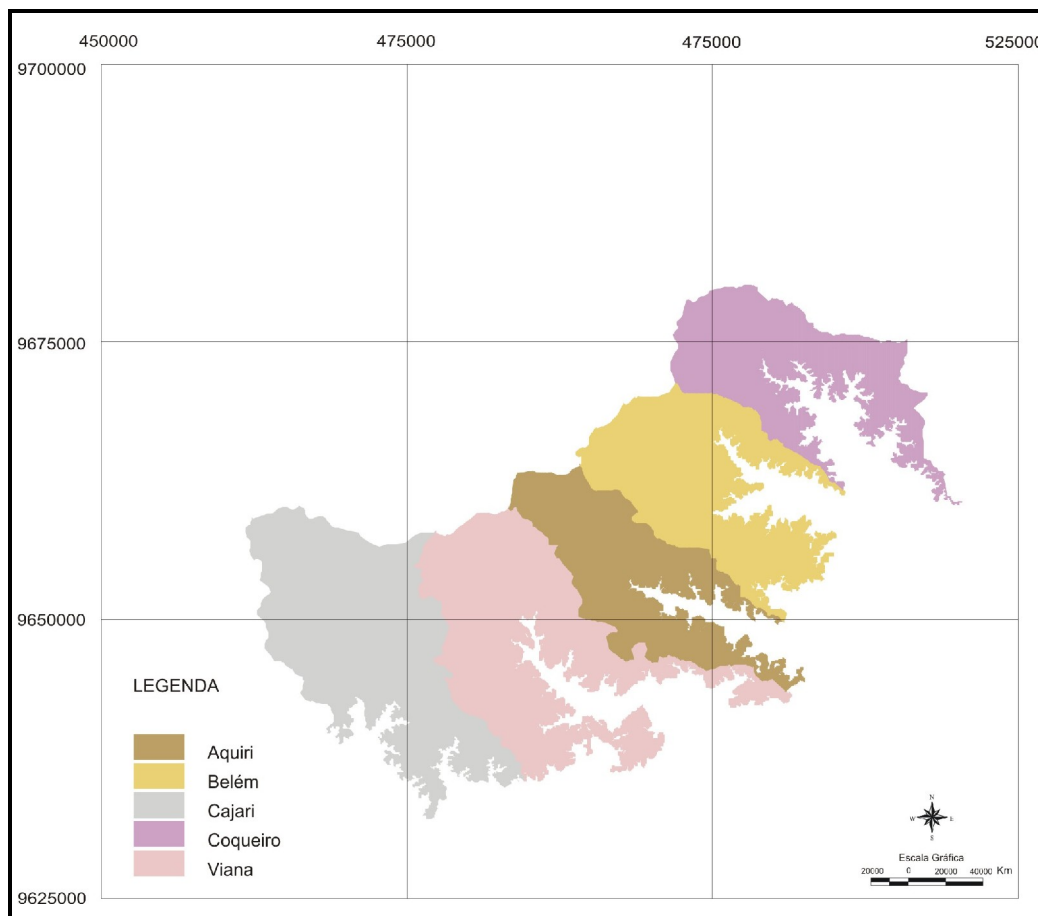 450000 475000 475000 525000
9700000
9675000
9650000
9625000
LEGENDA
Aquiri
Belém
Cajari
Coqueiro
Viana
N
W E
S
Escala Gráfica
20000 0 20000 40000 Km